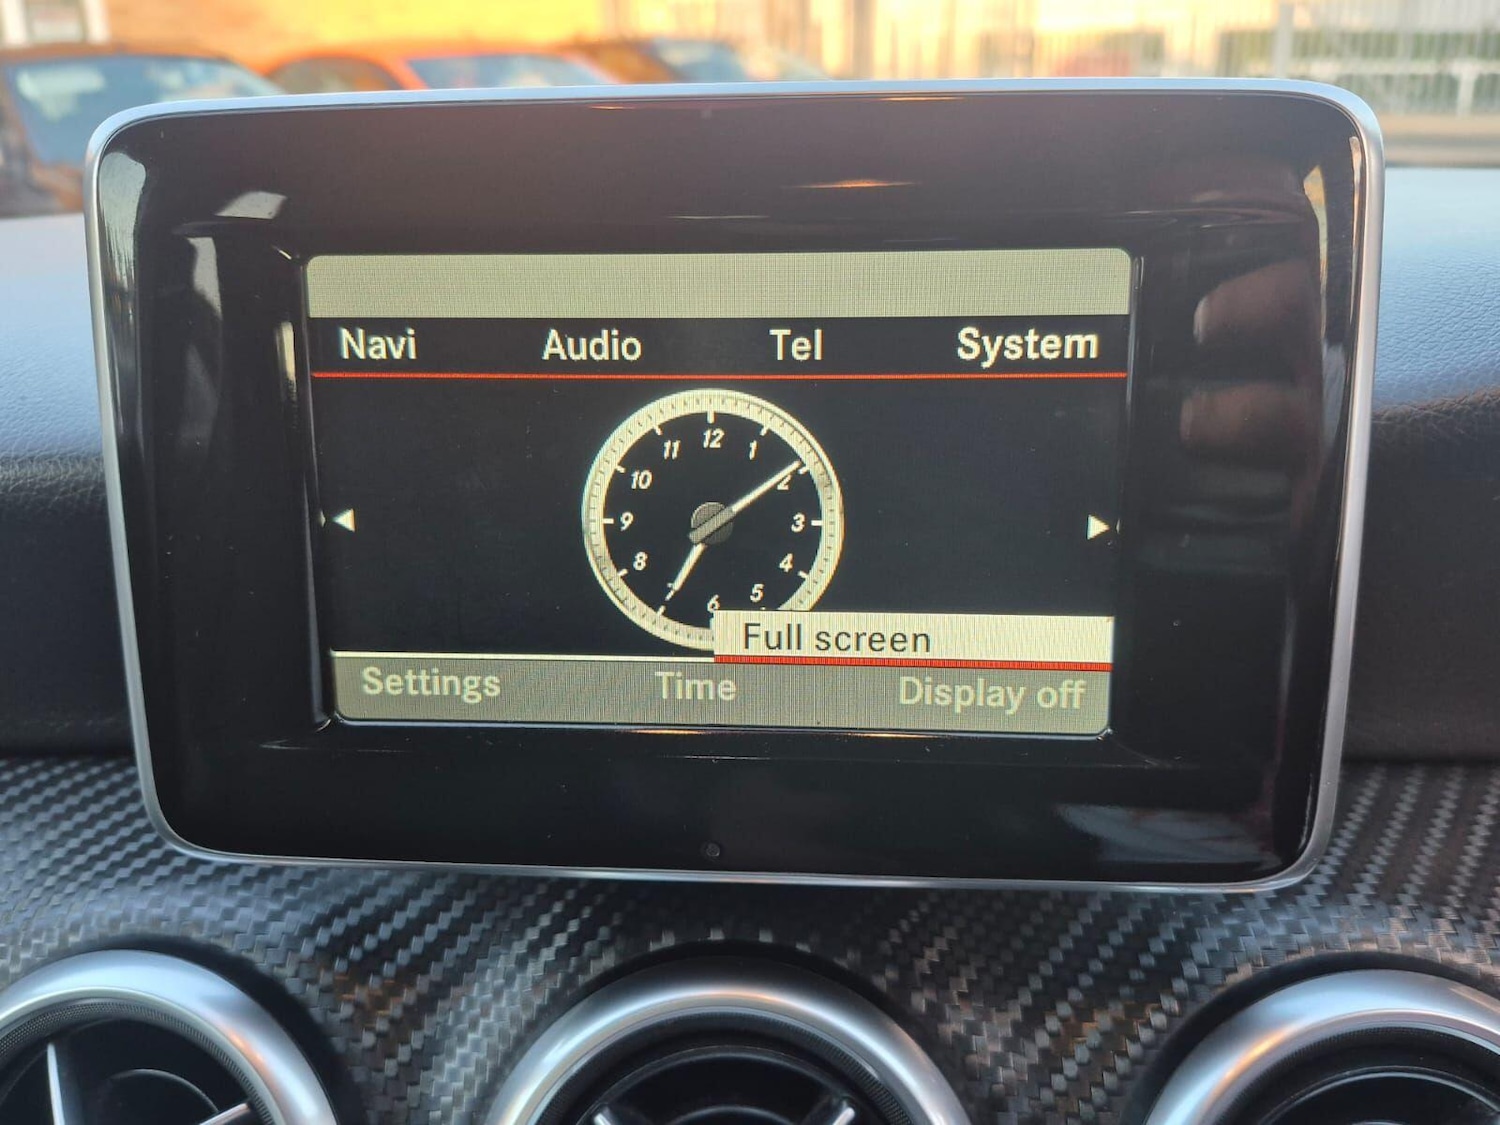 Navi Audio Tel System
12
11 1
10 2
9 3
8 4
7 5
6
Full screen
Settings Time Display off